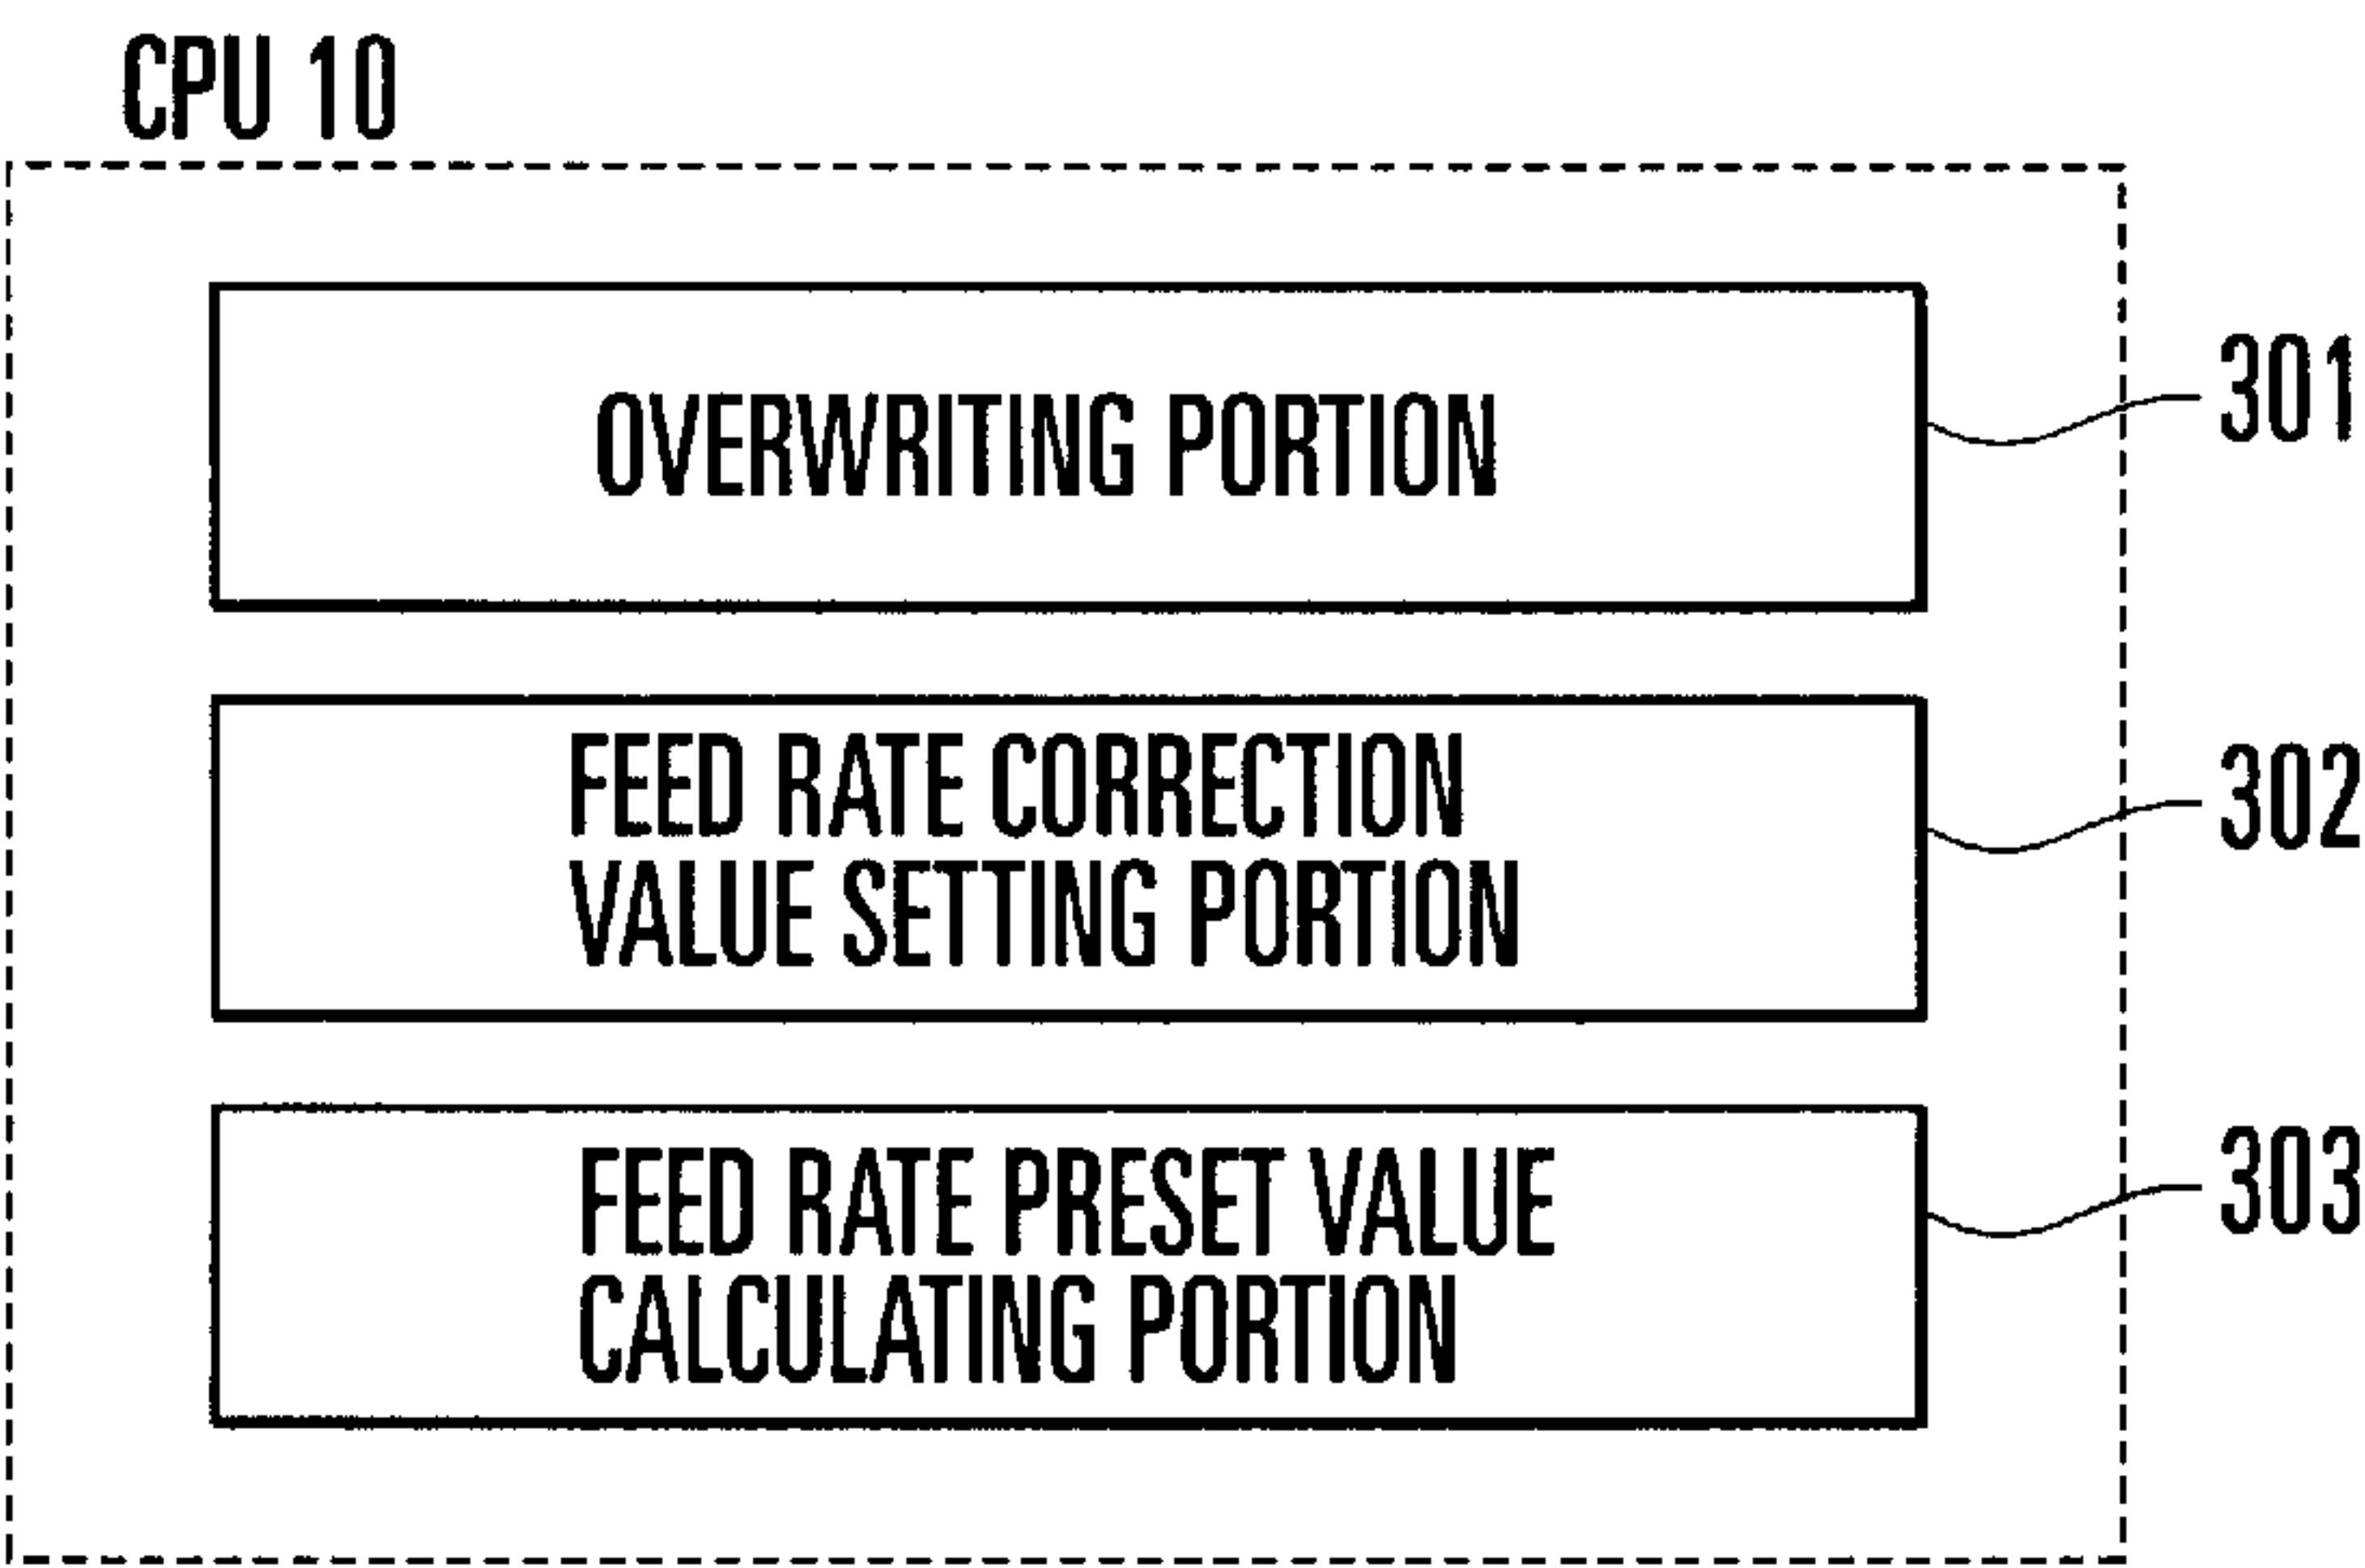 CPU 10
OVERWRITING PORTION
301
FEED RATE CORRECTION
VALUE SETTING PORTION
302
FEED RATE PRESET VALUE
CALCULATING PORTION
303